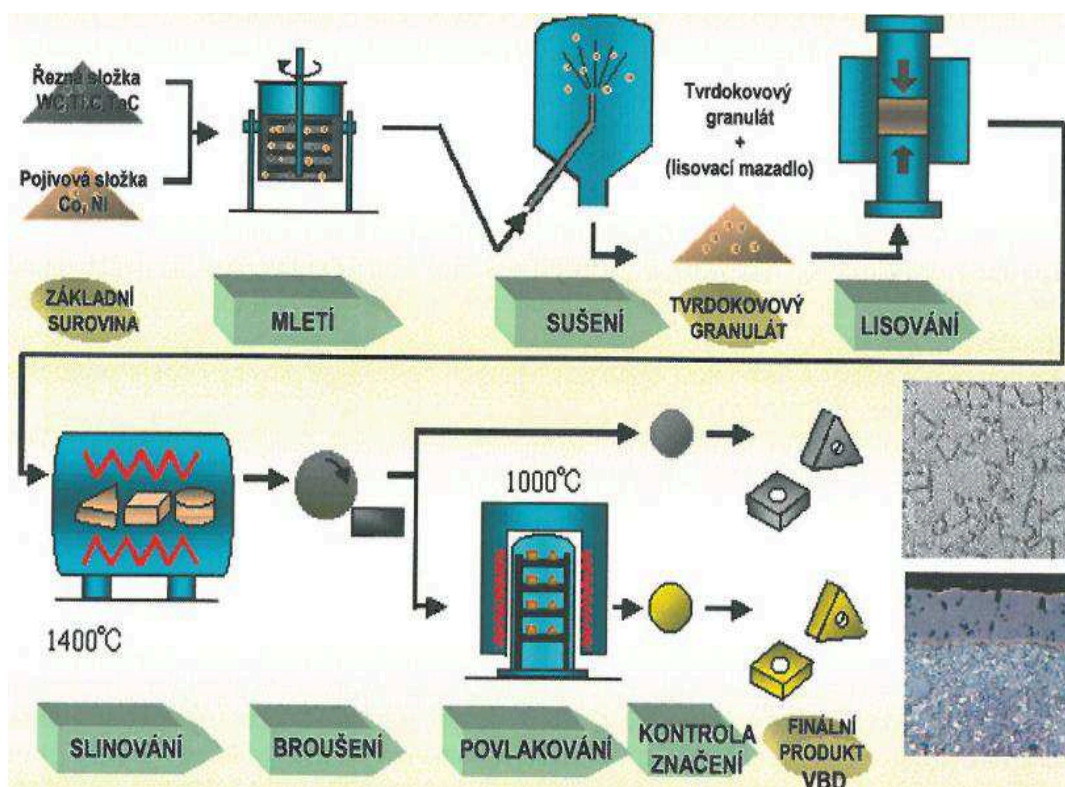 Řezná složka
WC,TiC,TaC
Pojivová složka
Co, Ni
Tvrdokovový
granulát
+
(lisovací mazadlo)
ZÁKLADNÍ
SUROVINA
MLETÍ
SUŠENÍ
TVRDOKOVOVÝ
GRANULÁT
LISOVÁNÍ
1400°C
1000°C
SLINOVÁNÍ
BROUŠENÍ
POVLAKOVÁNÍ
KONTROLA
ZNAČENÍ
FINÁLNÍ
PRODUKT
VBD